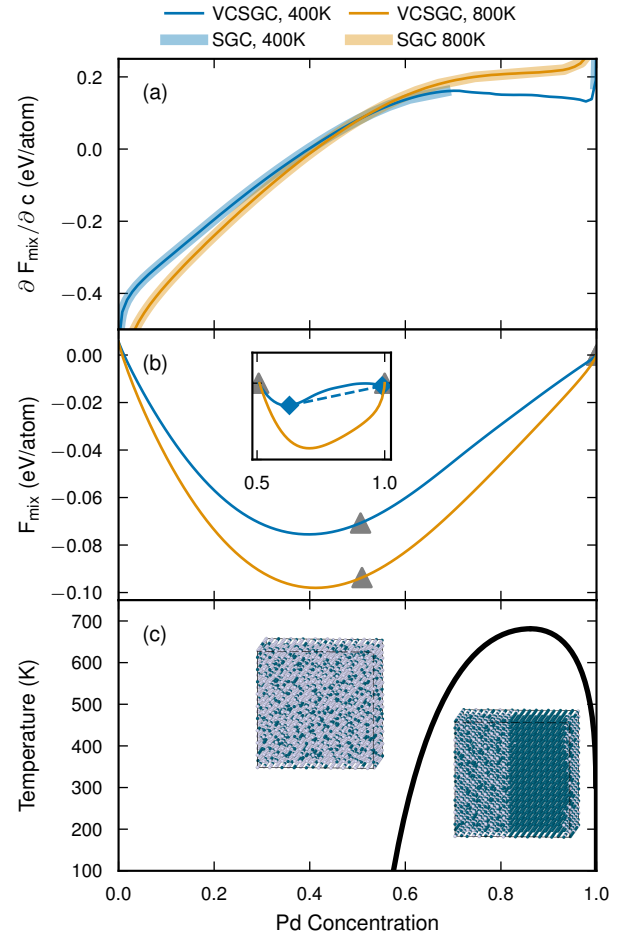 VCSGC, 400K VCSGC, 800K
SGC, 400K SGC 800K
(a)
0.2
0.0
−0.2
−0.4
∂ F_mix / ∂ c (eV/atom)
(b)
0.00
−0.02
−0.04
−0.06
−0.08
−0.10
F_mix (eV/atom)
0.5 1.0
(c)
700
600
500
400
300
200
100
Temperature (K)
0.0 0.2 0.4 0.6 0.8 1.0
Pd Concentration